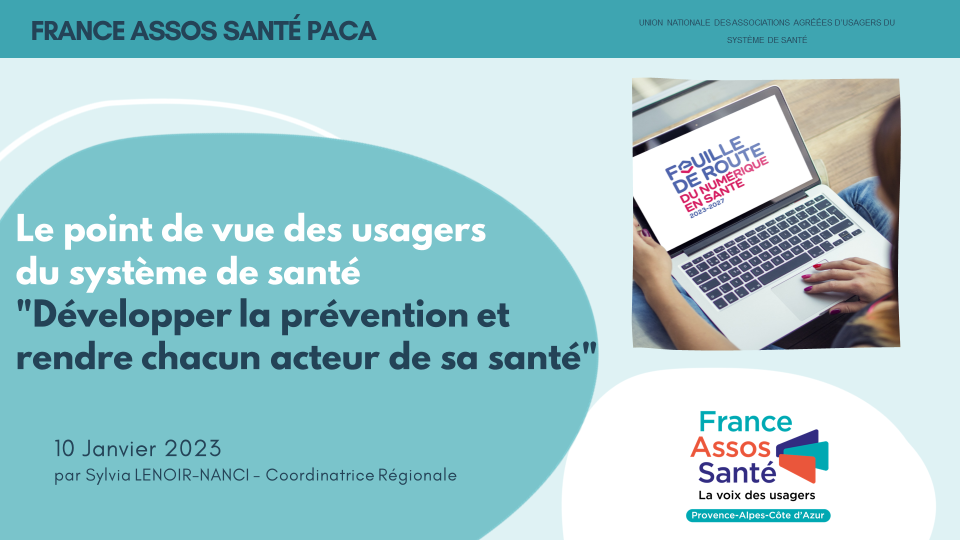 FRANCE ASSOS SANTÉ PACA
UNION NATIONALE DES ASSOCIATIONS AGRÉÉES D'USAGERS DU
SYSTÈME DE SANTÉ
FEUILLE
DE ROUTE
DU NUMÉRIQUE
EN SANTÉ
2023-2027
Le point de vue des usagers
du système de santé
"Développer la prévention et
rendre chacun acteur de sa santé"
10 Janvier 2023
par Sylvia LENOIR-NANCI - Coordinatrice Régionale
France
Assos
Santé
La voix des usagers
Provence-Alpes-Côte d'Azur